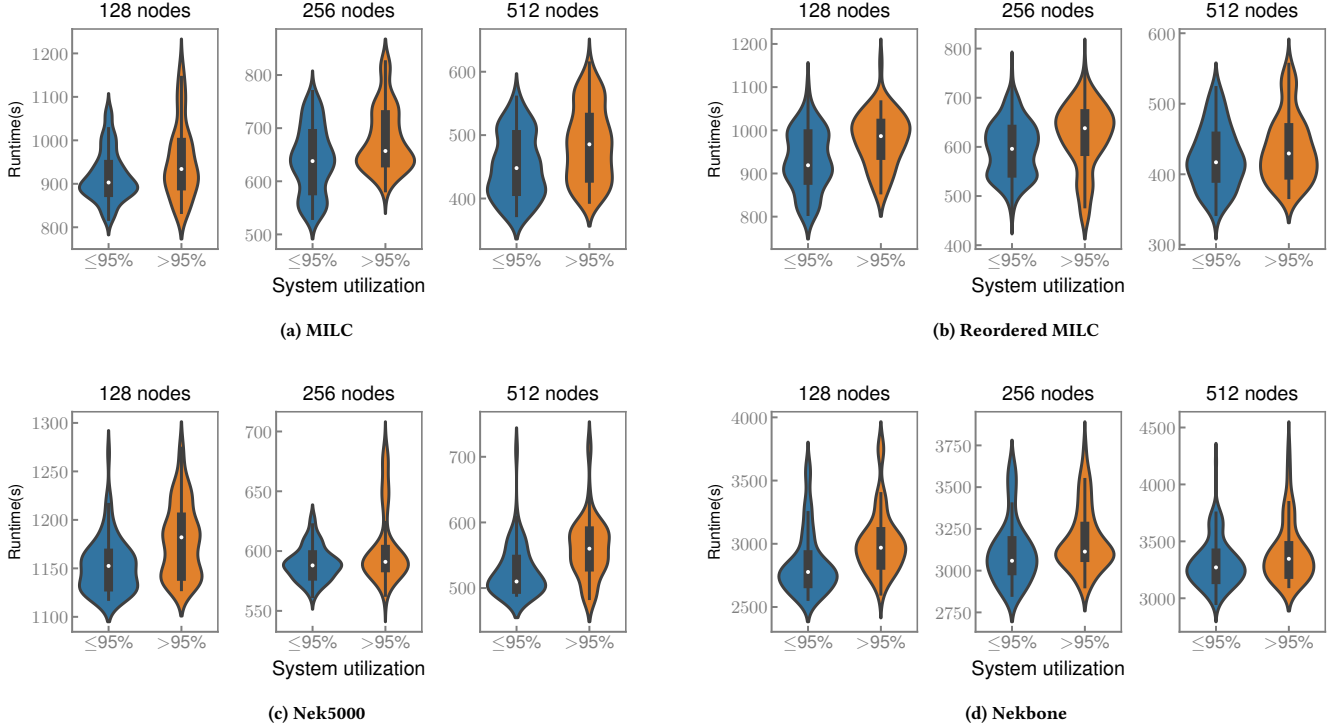 128 nodes 256 nodes 512 nodes
Runtime(s)
1200
1100
1000
900
800
800
700
600
500
600
500
400
≤95% >95% ≤95% >95% ≤95% >95%
System utilization
(a) MILC
128 nodes 256 nodes 512 nodes
Runtime(s)
1200
1100
1000
900
800
800
700
600
500
400
600
500
400
300
≤95% >95% ≤95% >95% ≤95% >95%
System utilization
(b) Reordered MILC
128 nodes 256 nodes 512 nodes
Runtime(s)
1300
1250
1200
1150
1100
700
650
600
550
700
600
500
≤95% >95% ≤95% >95% ≤95% >95%
System utilization
(c) Nek5000
128 nodes 256 nodes 512 nodes
Runtime(s)
4000
3500
3000
2500
3750
3500
3250
3000
2750
4500
4000
3500
3000
≤95% >95% ≤95% >95% ≤95% >95%
System utilization
(d) Nekbone